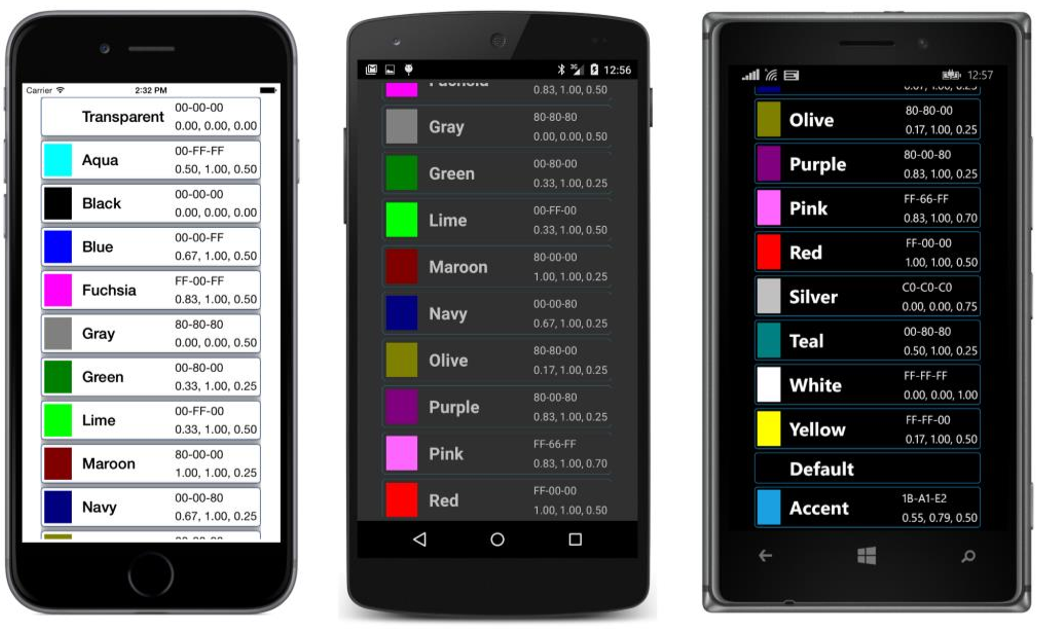 Carrier
2:32 PM
Transparent
00-00-00
0.00, 0.00, 0.00
Aqua
00-FF-FF
0.50, 1.00, 0.50
Black
00-00-00
0.00, 0.00, 0.00
Blue
00-00-FF
0.67, 1.00, 0.50
Fuchsia
FF-00-FF
0.83, 1.00, 0.50
Gray
80-80-80
0.00, 0.00, 0.50
Green
00-80-00
0.33, 1.00, 0.25
Lime
00-FF-00
0.33, 1.00, 0.50
Maroon
80-00-00
1.00, 1.00, 0.25
Navy
00-00-80
0.67, 1.00, 0.25
3G
12:56
Fuchsia
0.83, 1.00, 0.50
Gray
80-80-80
0.00, 0.00, 0.50
Green
00-80-00
0.33, 1.00, 0.25
Lime
00-FF-00
0.33, 1.00, 0.50
Maroon
80-00-00
1.00, 1.00, 0.25
Navy
00-00-80
0.67, 1.00, 0.25
Olive
80-80-00
0.17, 1.00, 0.25
Purple
80-00-80
0.83, 1.00, 0.25
Pink
FF-66-FF
0.83, 1.00, 0.70
Red
FF-00-00
1.00, 1.00, 0.50
12:57
Olive
80-80-00
0.17, 1.00, 0.25
Purple
80-00-80
0.83, 1.00, 0.25
Pink
FF-66-FF
0.83, 1.00, 0.70
Red
FF-00-00
1.00, 1.00, 0.50
Silver
C0-C0-C0
0.00, 0.00, 0.75
Teal
00-80-80
0.50, 1.00, 0.25
White
FF-FF-FF
0.00, 0.00, 1.00
Yellow
FF-FF-00
0.17, 1.00, 0.50
Default
Accent
1B-A1-E2
0.55, 0.79, 0.50